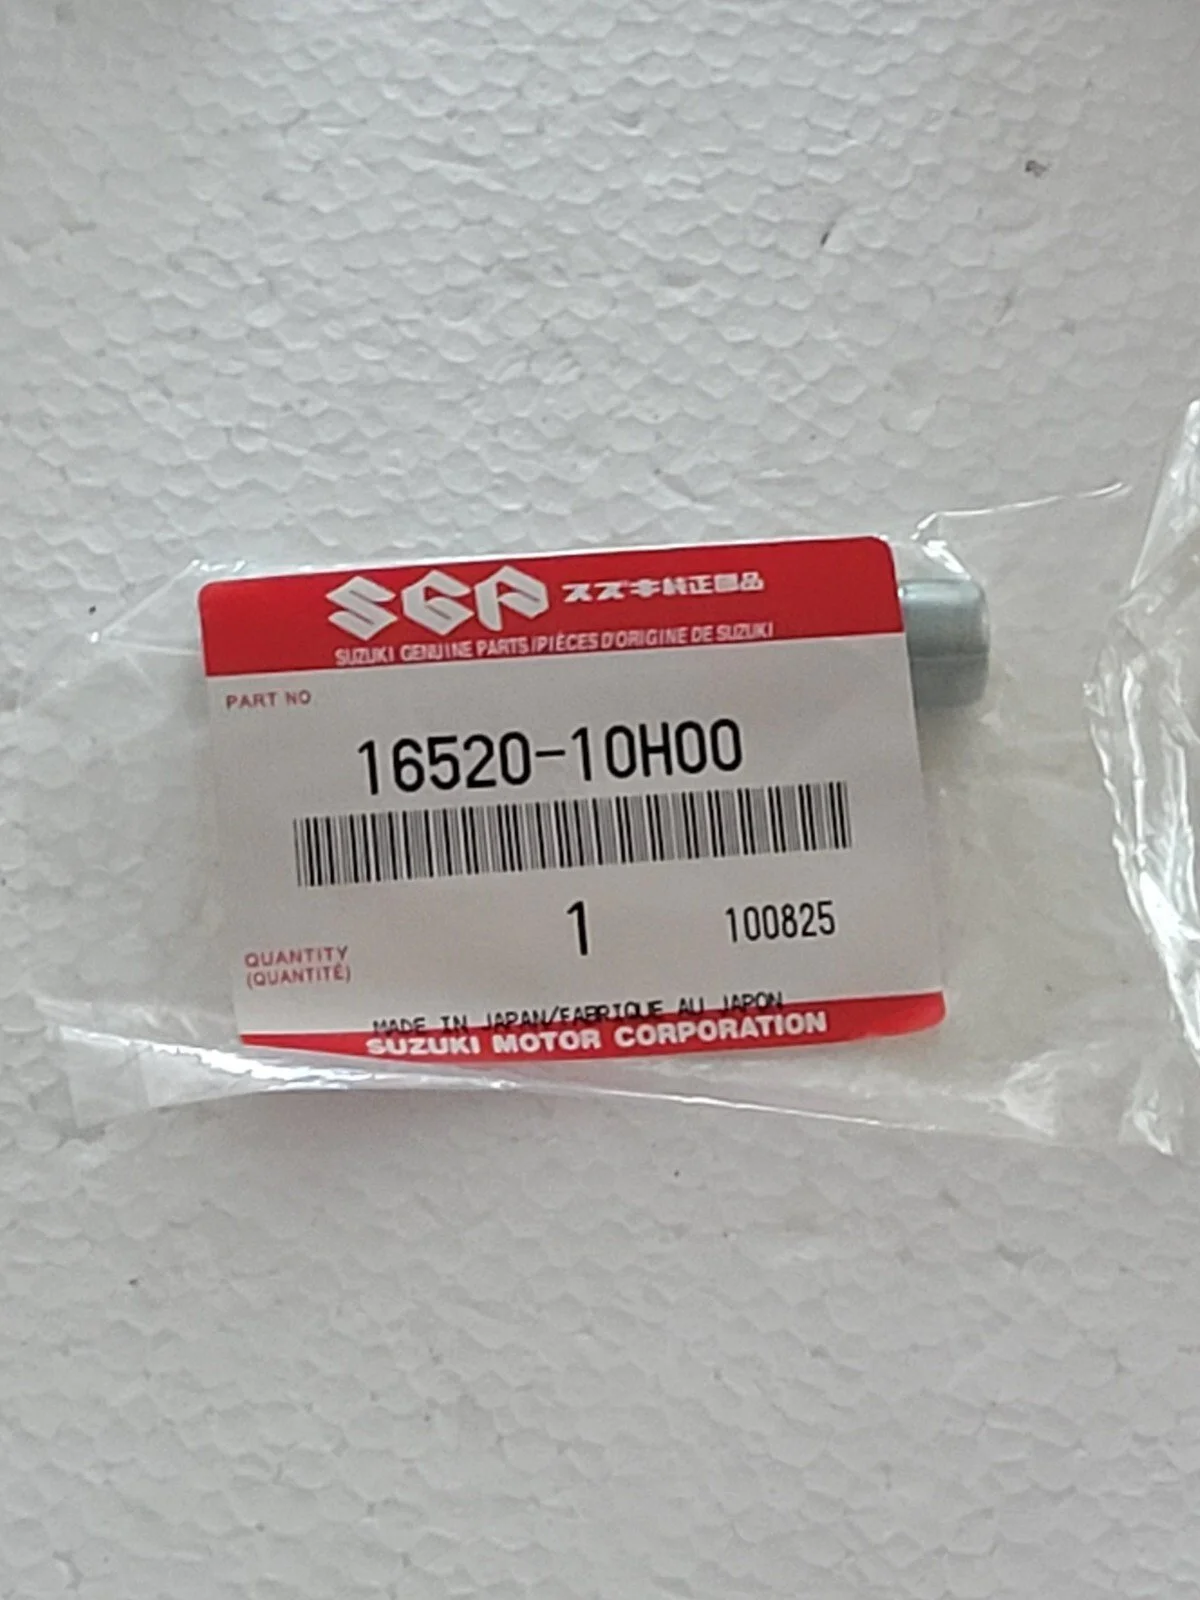 SGP スズキ純正部品
SUZUKI GENUINE PARTS/PIÈCES D'ORIGINE DE SUZUKI
PART NO
16520-10H00
1 100825
QUANTITY
(QUANTITÉ)
MADE IN JAPAN/FABRIQUE AU JAPON
SUZUKI MOTOR CORPORATION